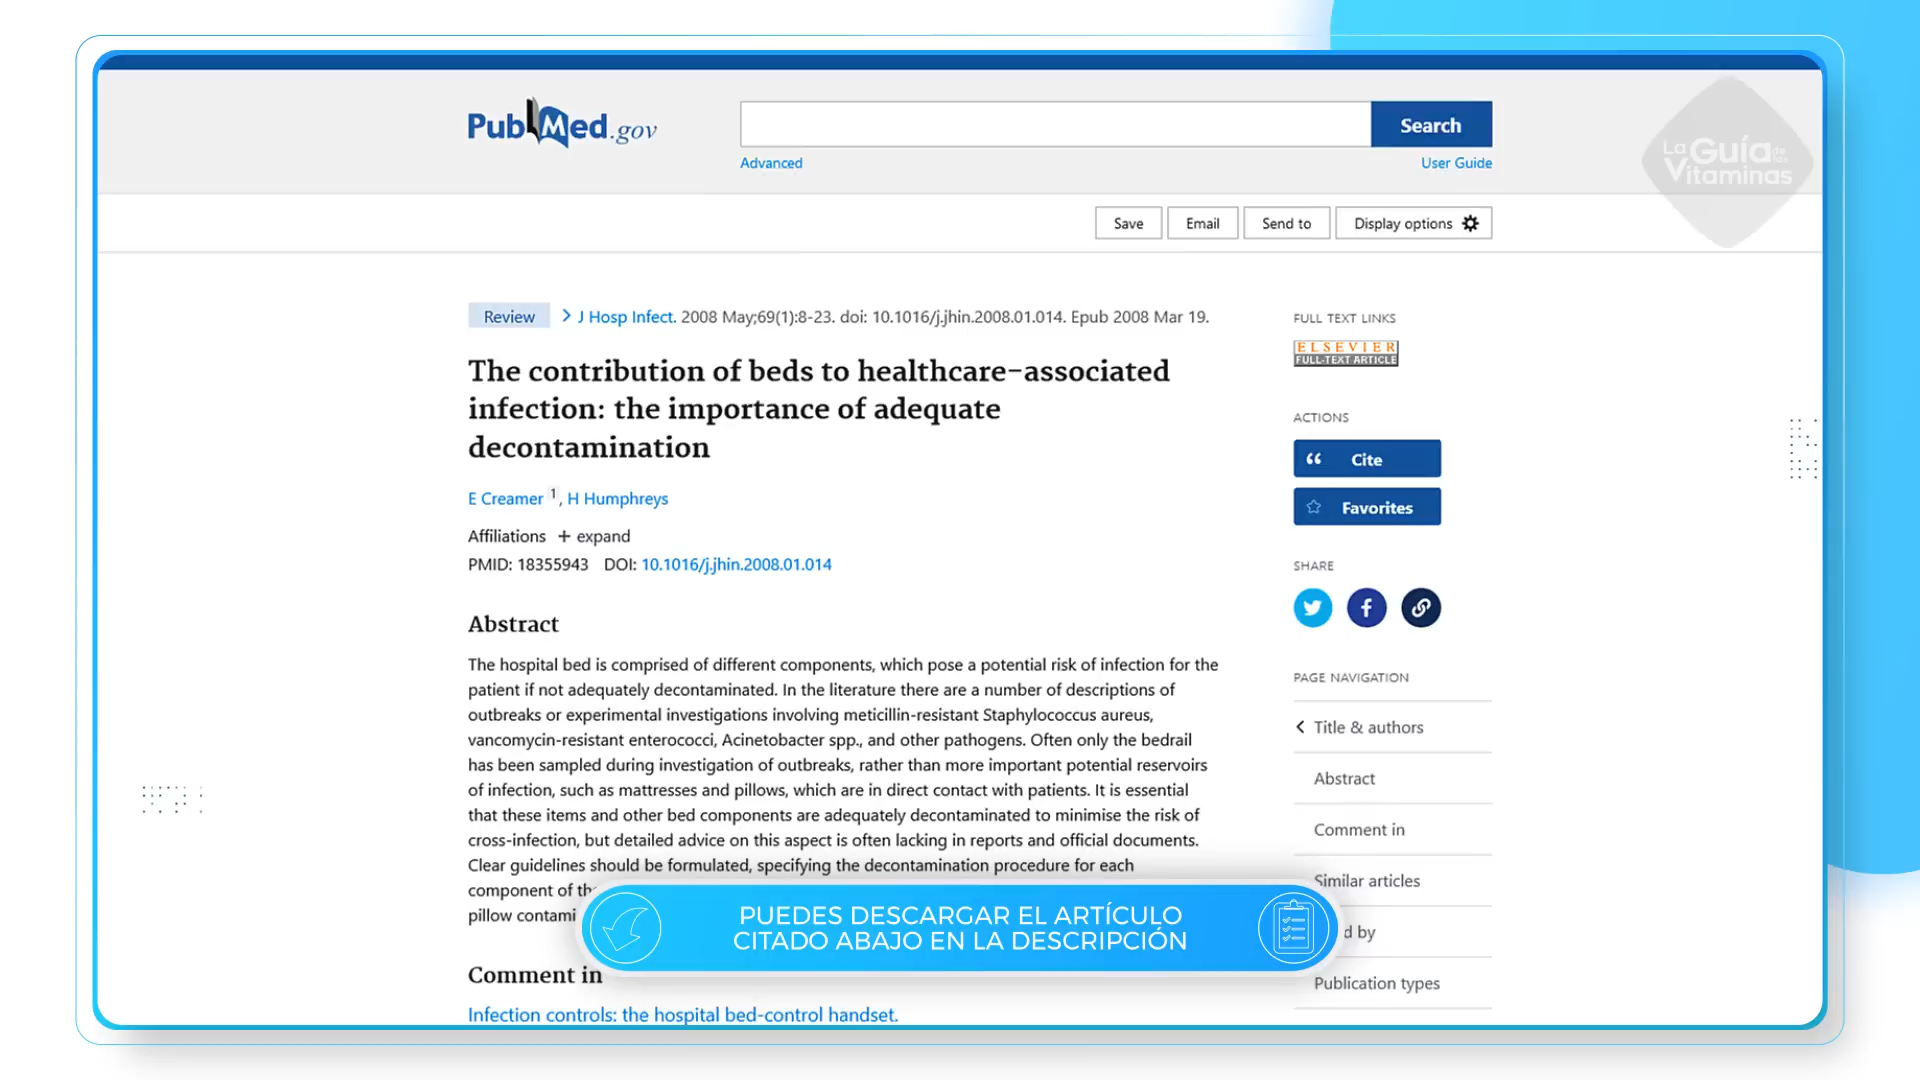 PubMed.gov
Search
Advanced
User Guide
La Guía de las Vitaminas
Save
Email
Send to
Display options
Review
J Hosp Infect. 2008 May;69(1):8-23. doi: 10.1016/j.jhin.2008.01.014. Epub 2008 Mar 19.
The contribution of beds to healthcare-associated
infection: the importance of adequate
decontamination
E Creamer 1, H Humphreys
Affiliations + expand
PMID: 18355943 DOI: 10.1016/j.jhin.2008.01.014
Abstract
The hospital bed is comprised of different components, which pose a potential risk of infection for the
patient if not adequately decontaminated. In the literature there are a number of descriptions of
outbreaks or experimental investigations involving meticillin-resistant Staphylococcus aureus,
vancomycin-resistant enterococci, Acinetobacter spp., and other pathogens. Often only the bedrail
has been sampled during investigation of outbreaks, rather than more important potential reservoirs
of infection, such as mattresses and pillows, which are in direct contact with patients. It is essential
that these items and other bed components are adequately decontaminated to minimise the risk of
cross-infection, but detailed advice on this aspect is often lacking in reports and official documents.
Clear guidelines should be formulated, specifying the decontamination procedure for each
component of the
pillow contami
Comment in
Infection controls: the hospital bed-control handset.
FULL TEXT LINKS
ELSEVIER
FULL-TEXT ARTICLE
ACTIONS
Cite
Favorites
SHARE
PAGE NAVIGATION
Title & authors
Abstract
Comment in
Similar articles
d by
Publication types
PUEDES DESCARGAR EL ARTÍCULO
CITADO ABAJO EN LA DESCRIPCIÓN